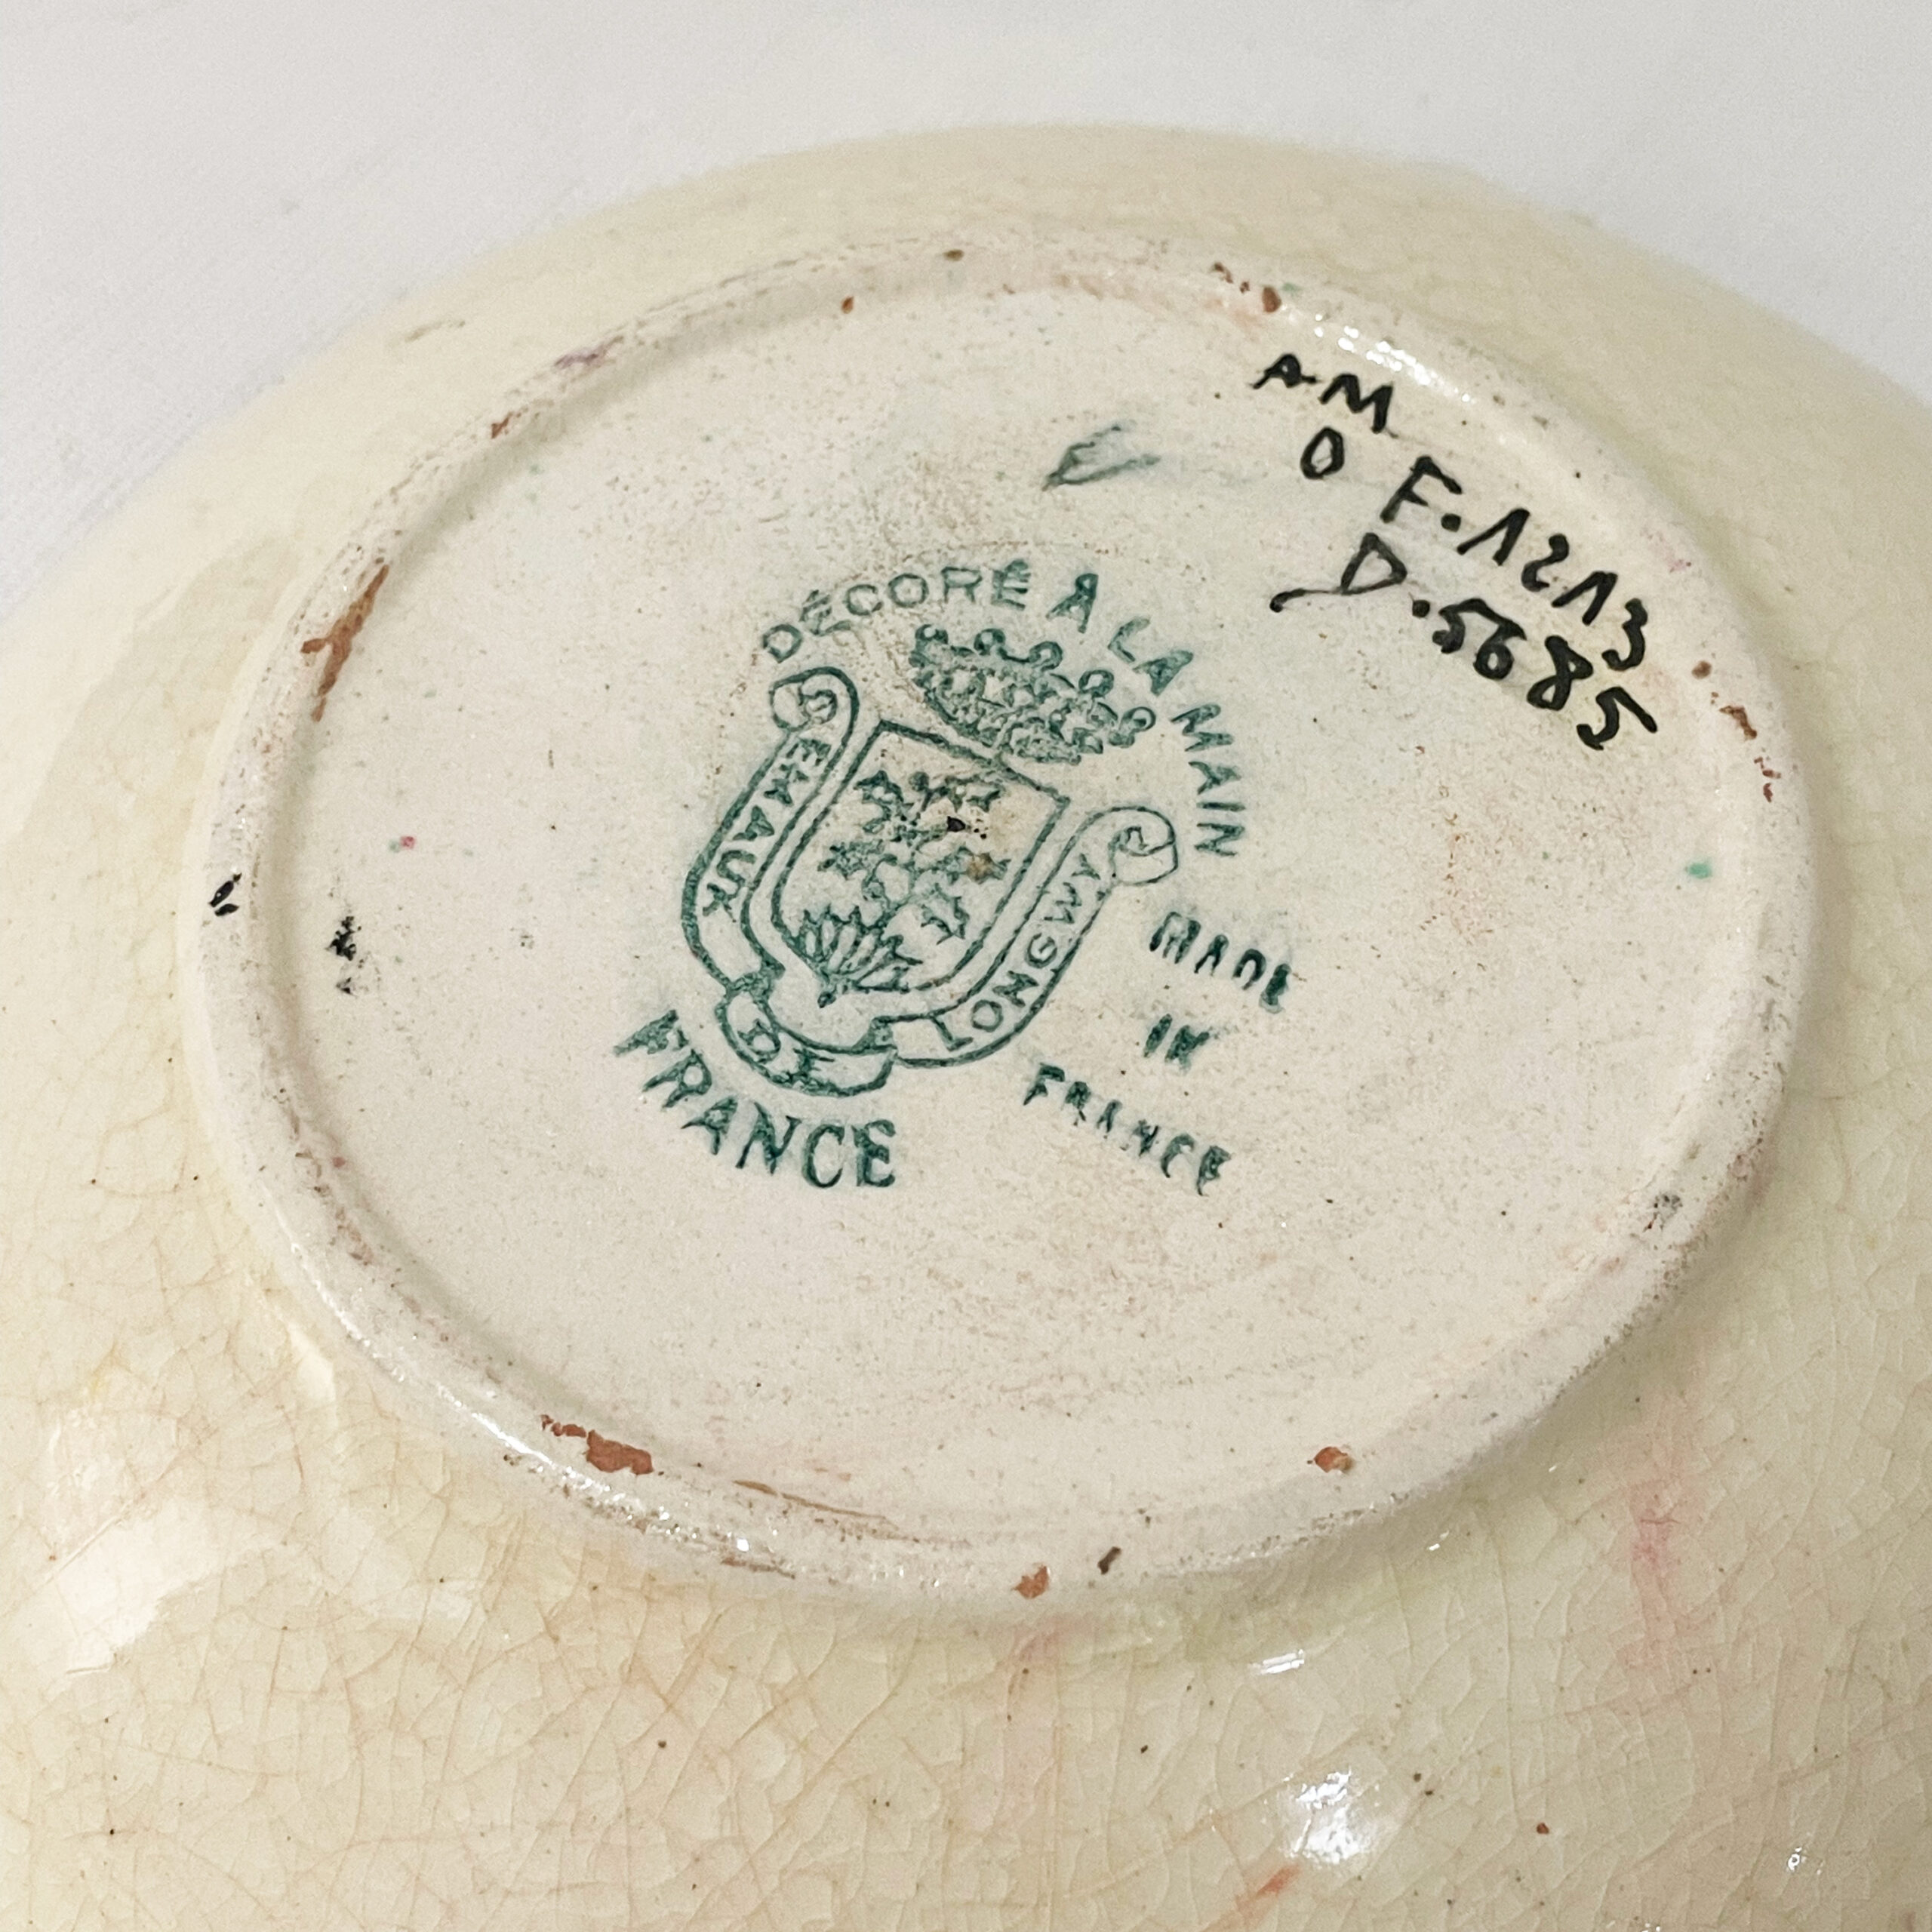 AM
O F.1213
D.5685
DÉCORÉ À LA MAIN
EMAUX DE LONGWY
FRANCE
MADE
IN
FRANCE